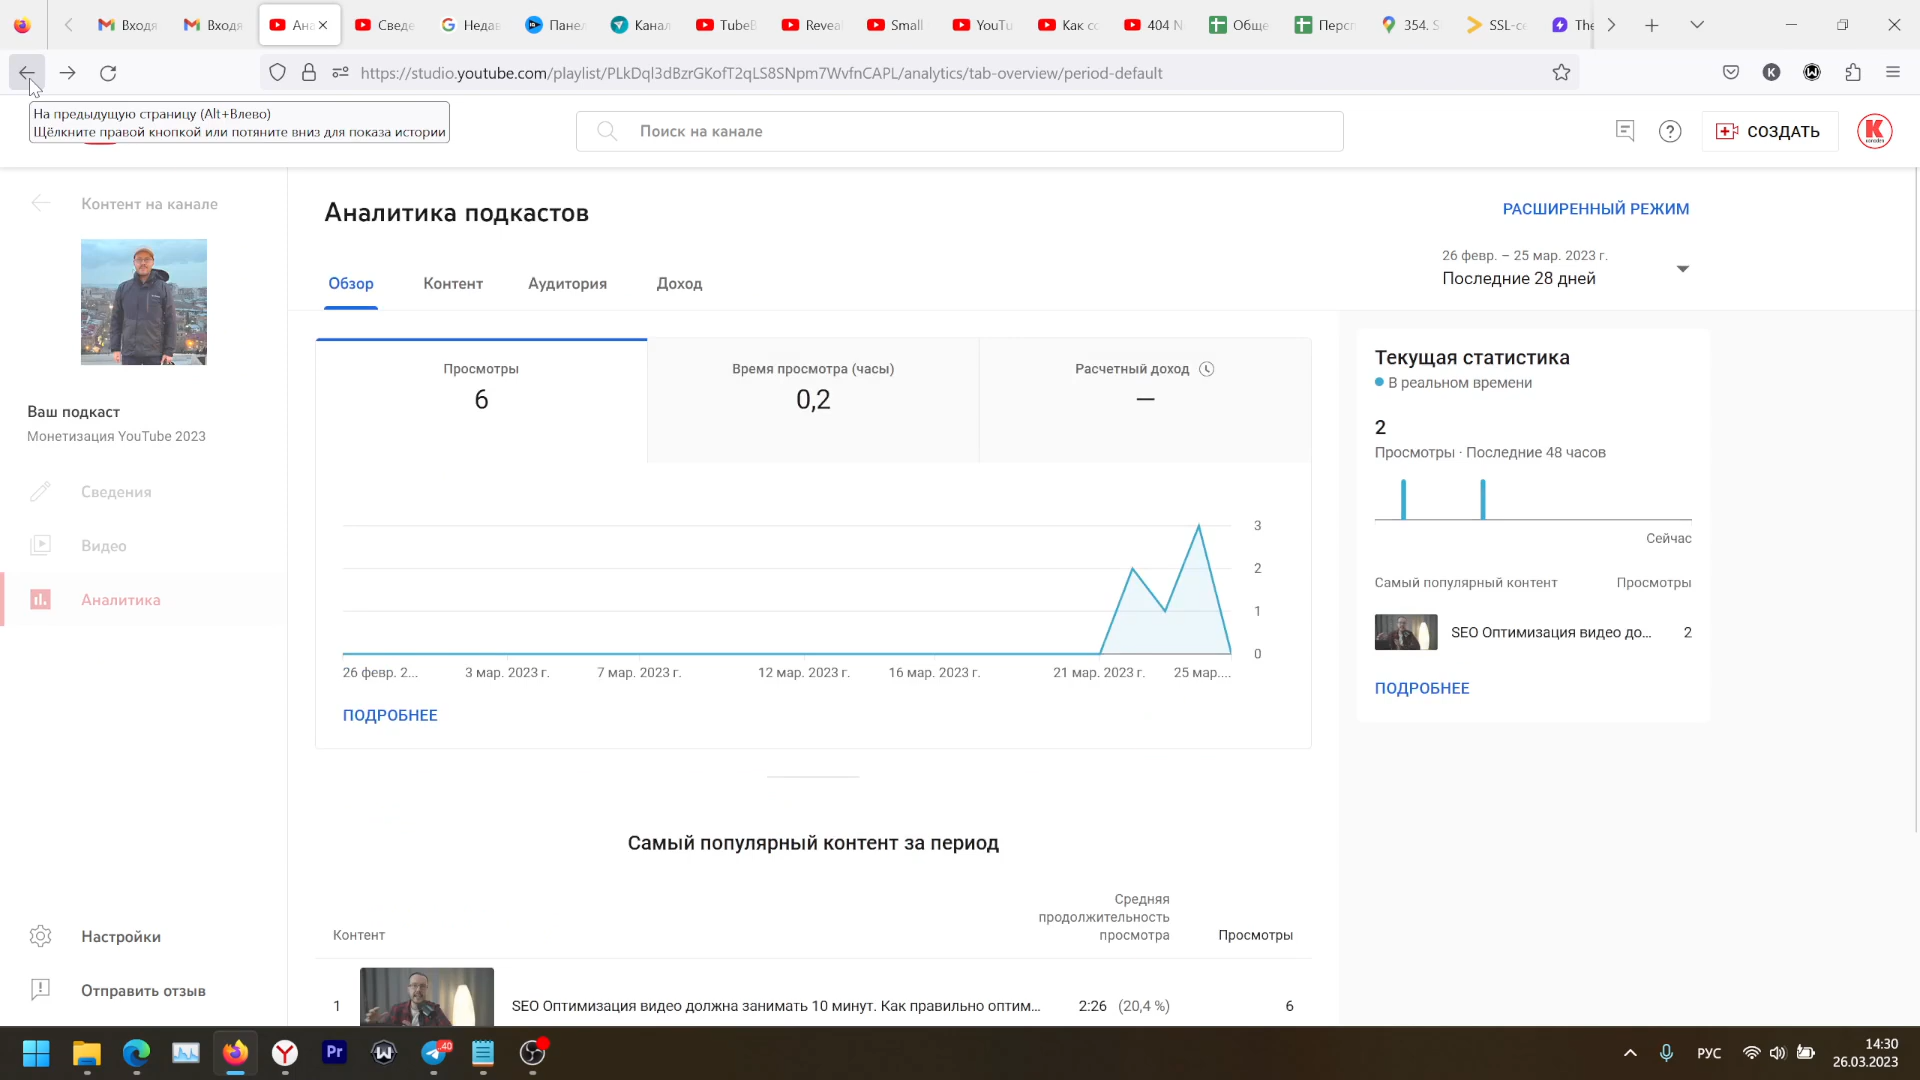 Входя
Входя
Ана
Сведе
Недав
Панел
Канал
TubeB
Reveal
Small
YouTu
Как со
404 N
Обще
Персп
354. S
SSL-се
The
https://studio.youtube.com/playlist/PLkDqI3dBzrGKofT2qLS8SNpm7WvfnCAPL/analytics/tab-overview/period-default
На предыдущую страницу (Alt+Влево)
Щёлкните правой кнопкой или потяните вниз для показа истории
Поиск на канале
СОЗДАТЬ
Контент на канале
Ваш подкаст
Монетизация YouTube 2023
Сведения
Видео
Аналитика
Настройки
Отправить отзыв
Аналитика подкастов
РАСШИРЕННЫЙ РЕЖИМ
26 февр. – 25 мар. 2023 г.
Последние 28 дней
Обзор
Контент
Аудитория
Доход
Просмотры
6
Время просмотра (часы)
0,2
Расчетный доход
—
3
2
1
0
26 февр. 2...
3 мар. 2023 г.
7 мар. 2023 г.
12 мар. 2023 г.
16 мар. 2023 г.
21 мар. 2023 г.
25 мар....
ПОДРОБНЕЕ
Текущая статистика
В реальном времени
2
Просмотры · Последние 48 часов
Сейчас
Самый популярный контент
Просмотры
SEO Оптимизация видео до...
2
ПОДРОБНЕЕ
Самый популярный контент за период
Контент
Средняя
продолжительность
просмотра
Просмотры
1
SEO Оптимизация видео должна занимать 10 минут. Как правильно оптим...
2:26 (20,4 %)
6
Pr
40
РУС
14:30
26.03.2023